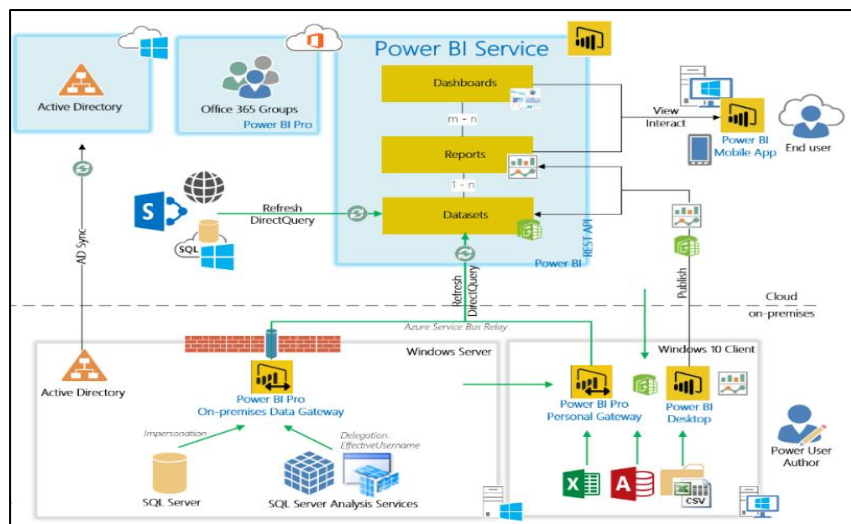 Active Directory
Office 365 Groups
Power BI Pro
Power BI Service
Dashboards
m - n
Reports
1 - n
Datasets
REST API
Power BI
View
Interact
Power BI
Mobile App
End user
S
Refresh
DirectQuery
SQL
AD Sync
Refresh
DirectQuery
Publish
Cloud
on-premises
Azure Service Bus Relay
Windows Server
Windows 10 Client
Active Directory
Power BI Pro
On-premises Data Gateway
Impersonation
Delegation:
EffectiveUsername
SQL Server
SQL Server Analysis Services
Power BI Pro
Personal Gateway
Power BI
Desktop
X
A
CSV
Power User
Author